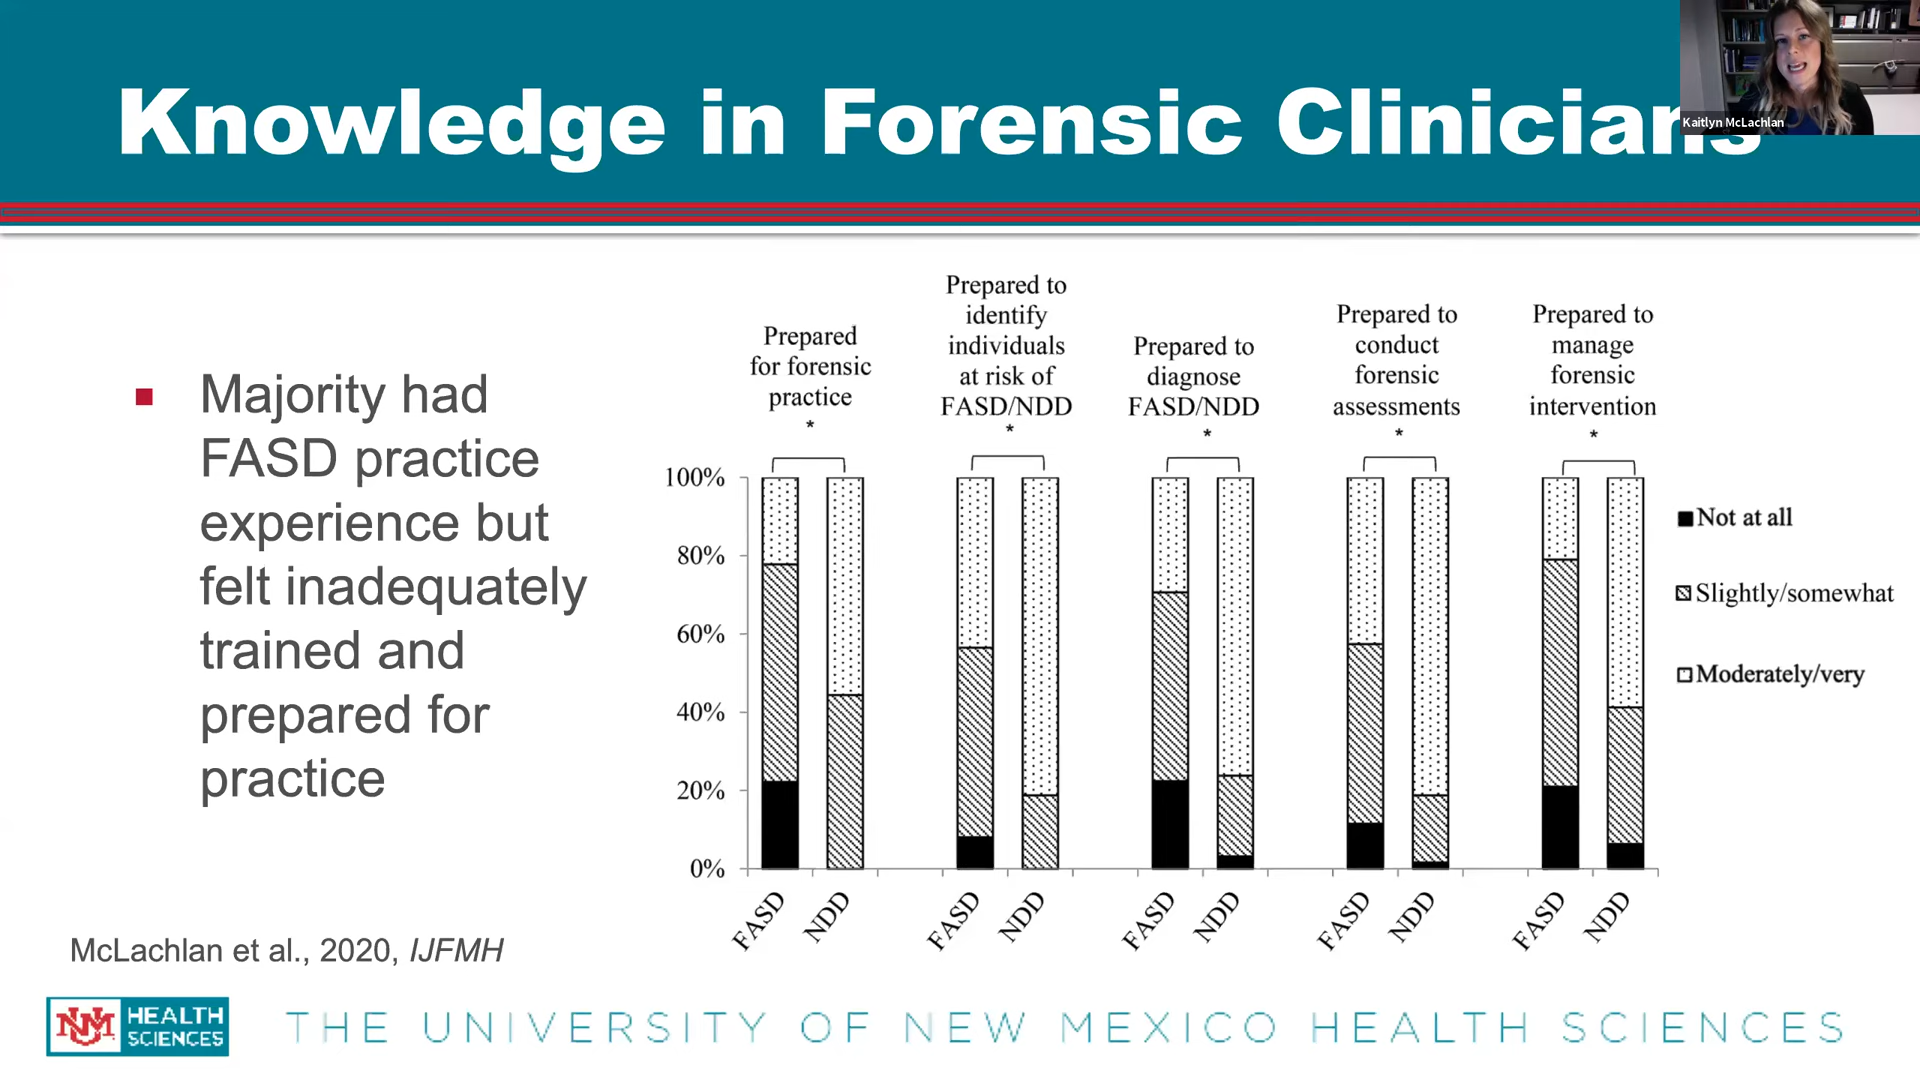 Knowledge in Forensic Clinicians
Kaitlyn McLachlan
Majority had
FASD practice
experience but
felt inadequately
trained and
prepared for
practice
McLachlan et al., 2020, IJFMH
Prepared
for forensic
practice
*
Prepared to
identify
individuals
at risk of
FASD/NDD
*
Prepared to
diagnose
FASD/NDD
*
Prepared to
conduct
forensic
assessments
*
Prepared to
manage
forensic
intervention
*
100%
80%
60%
40%
20%
0%
FASD
NDD
FASD
NDD
FASD
NDD
FASD
NDD
FASD
NDD
Not at all
Slightly/somewhat
Moderately/very
UNM
HEALTH
SCIENCES
THE UNIVERSITY OF NEW MEXICO HEALTH SCIENCES